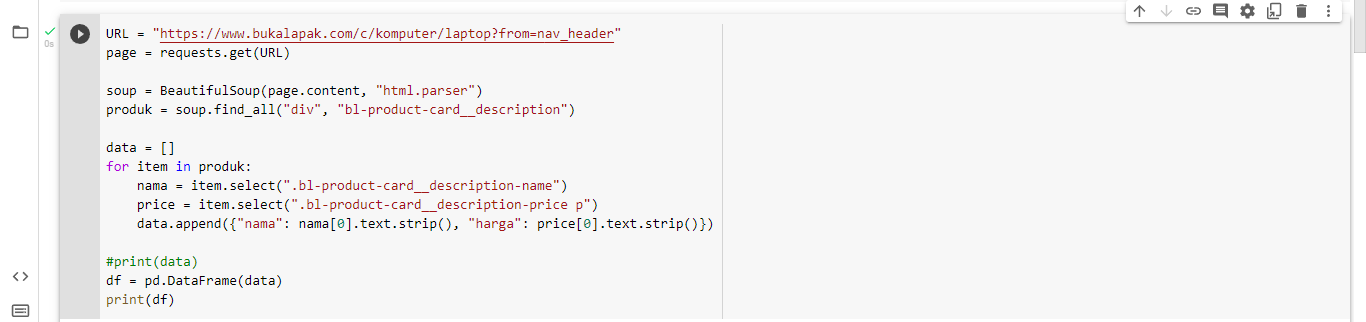 URL = "https://www.bukalapak.com/c/komputer/laptop?from=nav_header"
page = requests.get(URL)
soup = BeautifulSoup(page.content, "html.parser")
produk = soup.find_all("div", "bl-product-card__description")
data = []
for item in produk:
    nama = item.select(".bl-product-card__description-name")
    price = item.select(".bl-product-card__description-price p")
    data.append({"nama": nama[0].text.strip(), "harga": price[0].text.strip()})
#print(data)
df = pd.DataFrame(data)
print(df)
0s